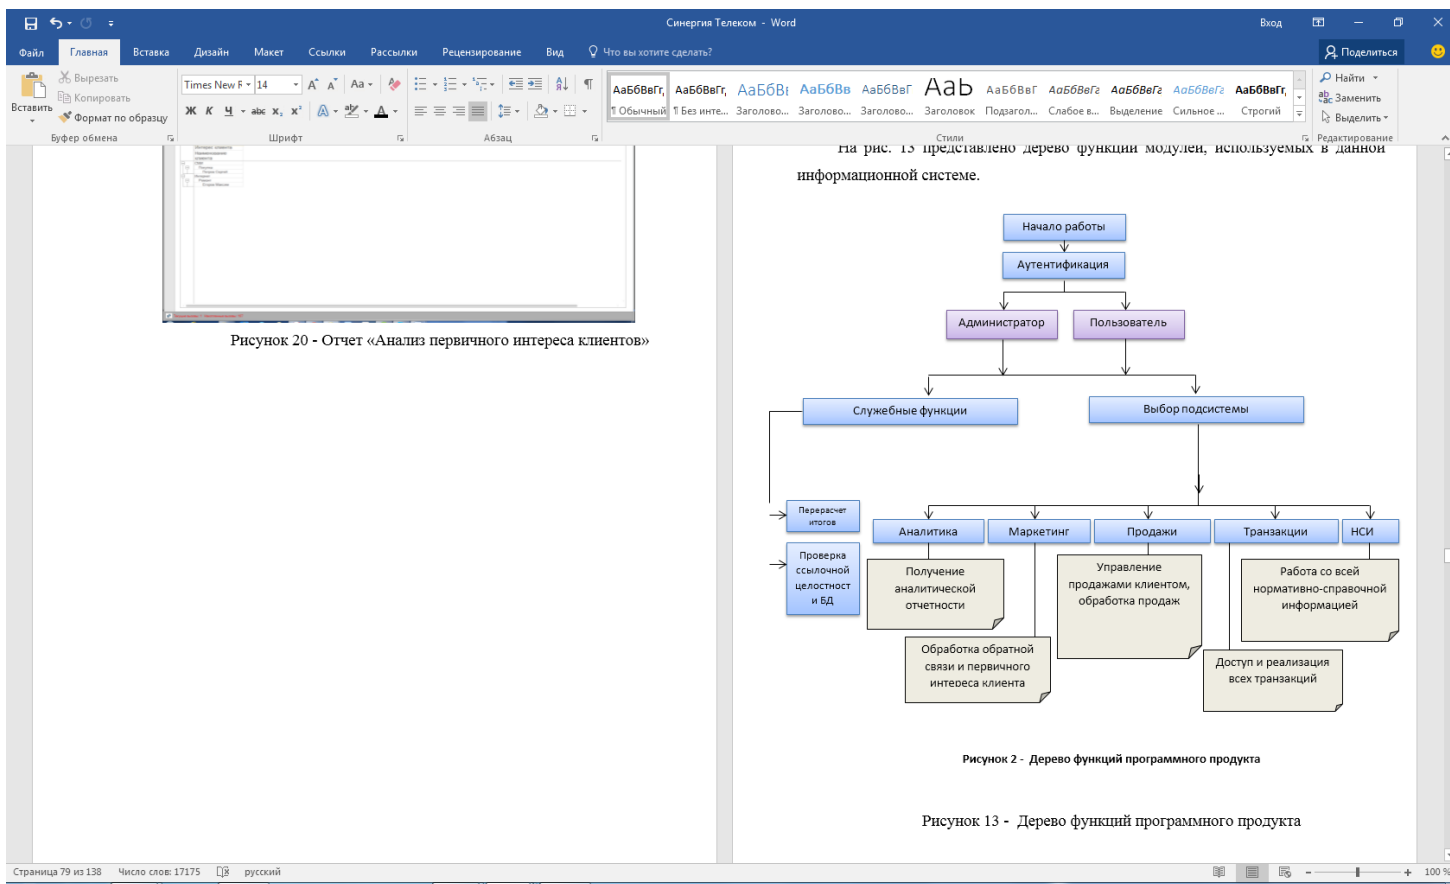 Синергия Телеком - Word
Вход
Файл Главная Вставка Дизайн Макет Ссылки Рассылки Рецензирование Вид Что вы хотите сделать? Поделиться
Вставить
Вырезать
Копировать
Формат по образцу
Буфер обмена
Times New F 14
Aa
Ж К Ч abc x₂ x²
Шрифт
Абзац
АаБбВвГг, АаБбВвГг, АаБбВı АаБбВв АаБбВвГ АаЬ АаБбВвГ АаБбВвГг АаБбВвГг АаБбВвГг АаБбВвГг,
¶ Обычный ¶ Без инте... Заголово... Заголово... Заголово... Заголовок Подзагол... Слабое в... Выделение Сильное ... Строгий
Стили
Найти
Заменить
Выделить
Редактирование
Рисунок 20 - Отчет «Анализ первичного интереса клиентов»
На рис. 13 представлено дерево функций модулей, используемых в данной
информационной системе.
Начало работы
Аутентификация
Администратор
Пользователь
Служебные функции
Выбор подсистемы
Перерасчет
итогов
Проверка
ссылочной
целостност
и БД
Аналитика
Маркетинг
Продажи
Транзакции
НСИ
Получение
аналитической
отчетности
Управление
продажами клиентом,
обработка продаж
Работа со всей
нормативно-справочной
информацией
Обработка обратной
связи и первичного
интереса клиента
Доступ и реализация
всех транзакций
Рисунок 2 - Дерево функций программного продукта
Рисунок 13 - Дерево функций программного продукта
Страница 79 из 138 Число слов: 17175 русский
100 %